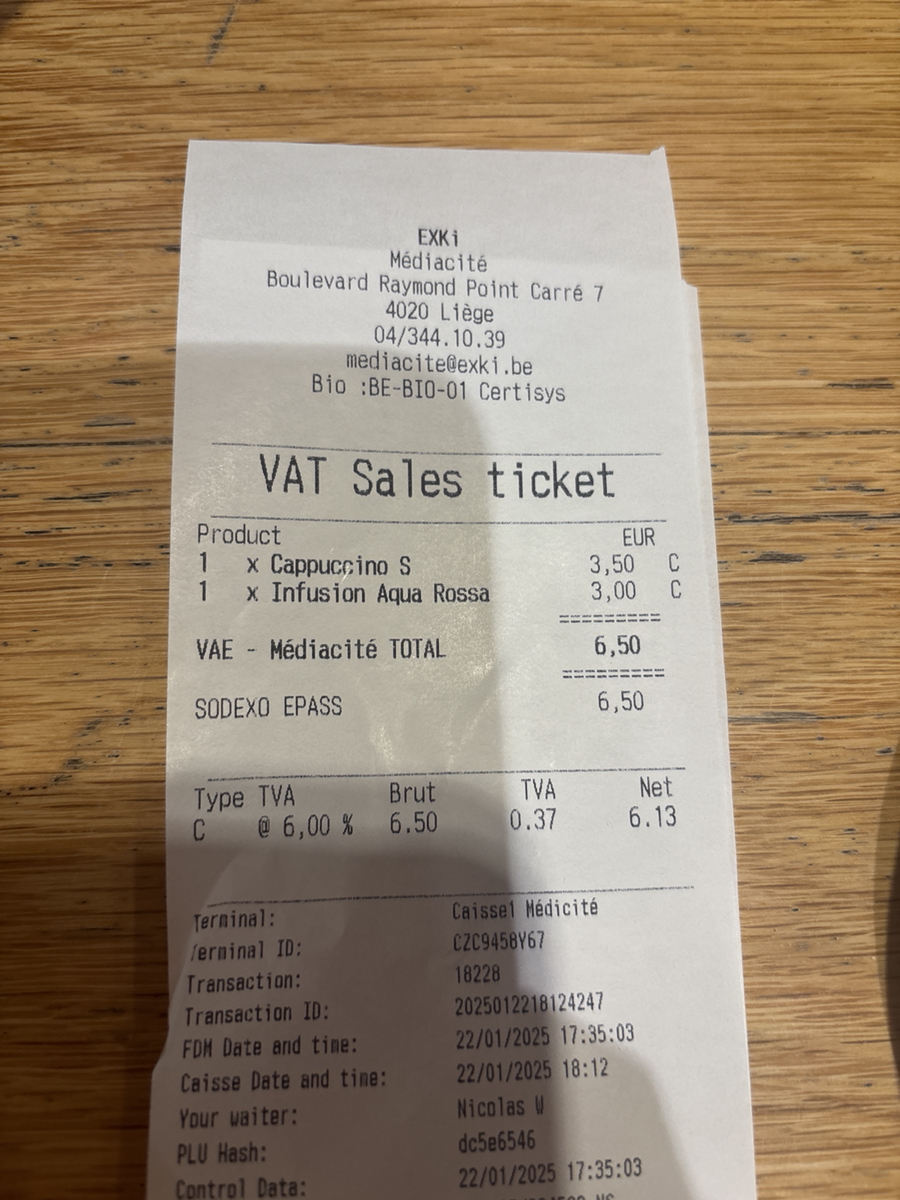 EXKi
Médiacité
Boulevard Raymond Point Carré 7
4020 Liège
04/344.10.39
mediacite@exki.be
Bio :BE-BIO-01 Certisys
VAT Sales ticket
Product EUR
1 x Cappuccino S 3,50 C
1 x Infusion Aqua Rossa 3,00 C
=========
VAE - Médiacité TOTAL 6,50
=========
SODEXO EPASS 6,50
Type TVA Brut TVA Net
C @ 6,00 % 6.50 0.37 6.13
Terminal: Caisse1 Médicité
Terminal ID: CZC9458Y67
Transaction: 18228
Transaction ID: 2025012218124247
FDM Date and time: 22/01/2025 17:35:03
Caisse Date and time: 22/01/2025 18:12
Your waiter: Nicolas W
PLU Hash: dc5e6546
Control Data: 22/01/2025 17:35:03